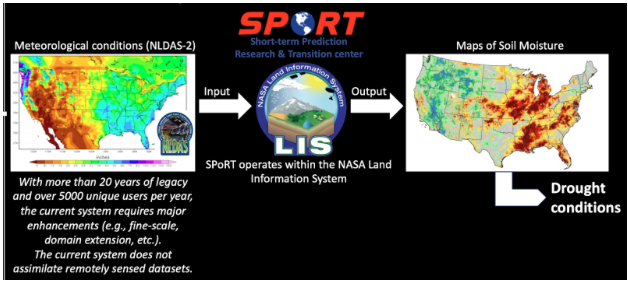 SPoRT
Short-term Prediction
Research & Transition center
Meteorological conditions (NLDAS-2)
Maps of Soil Moisture
Input
NASA Land Information System
LIS
Output
inches
NLDAS
SPoRT operates within the NASA Land
Information System
With more than 20 years of legacy
and over 5000 unique users per year,
the current system requires major
enhancements (e.g., fine-scale,
domain extension, etc.).
The current system does not
assimilate remotely sensed datasets.
Drought
conditions